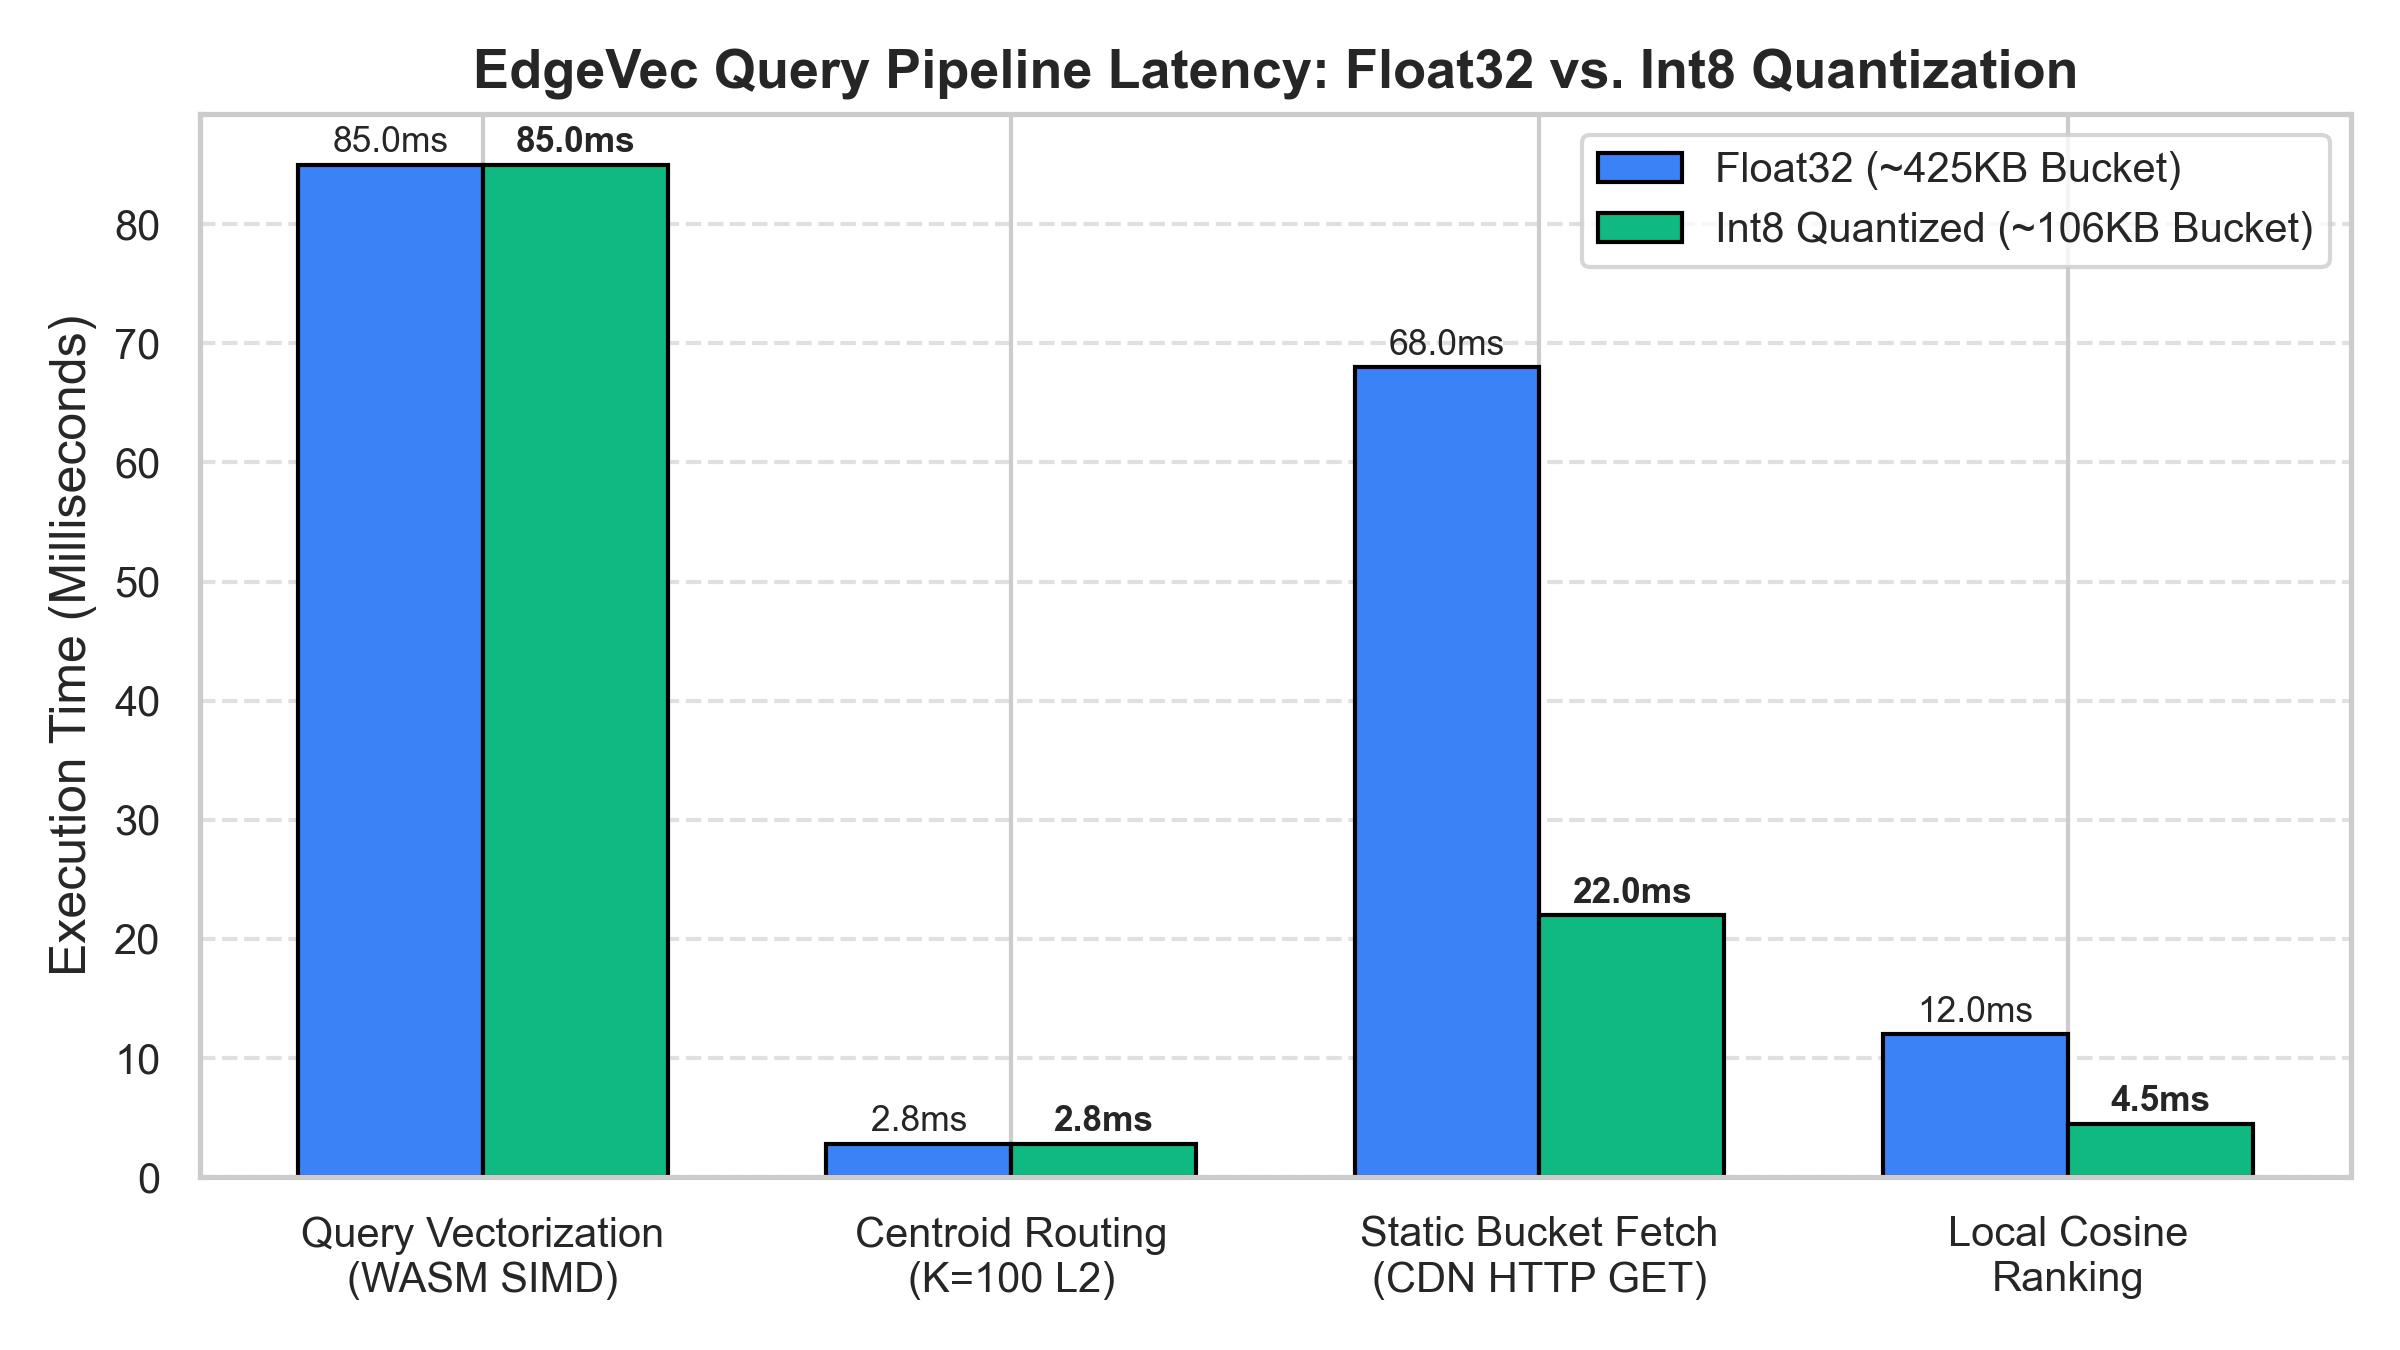 EdgeVec Query Pipeline Latency: Float32 vs. Int8 Quantization
Float32 (~425KB Bucket)
Int8 Quantized (~106KB Bucket)
Execution Time (Milliseconds)
80
70
60
50
40
30
20
10
0
85.0ms
85.0ms
2.8ms
2.8ms
68.0ms
22.0ms
12.0ms
4.5ms
Query Vectorization
(WASM SIMD)
Centroid Routing
(K=100 L2)
Static Bucket Fetch
(CDN HTTP GET)
Local Cosine
Ranking